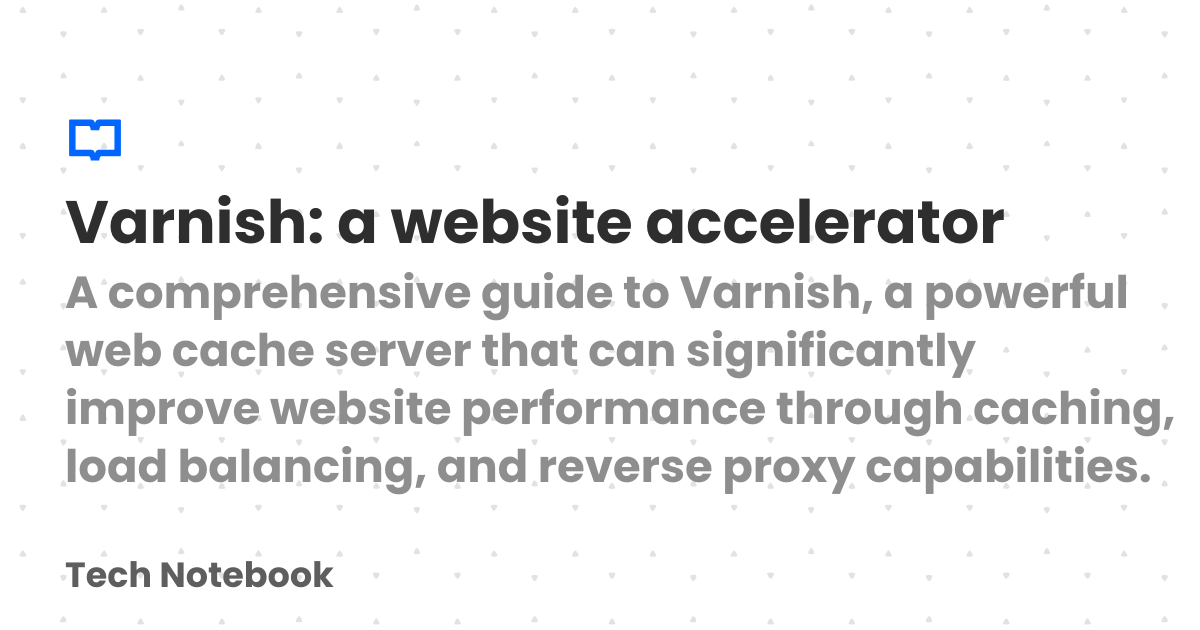 Varnish: a website accelerator
A comprehensive guide to Varnish, a powerful
web cache server that can significantly
improve website performance through caching,
load balancing, and reverse proxy capabilities.
Tech Notebook